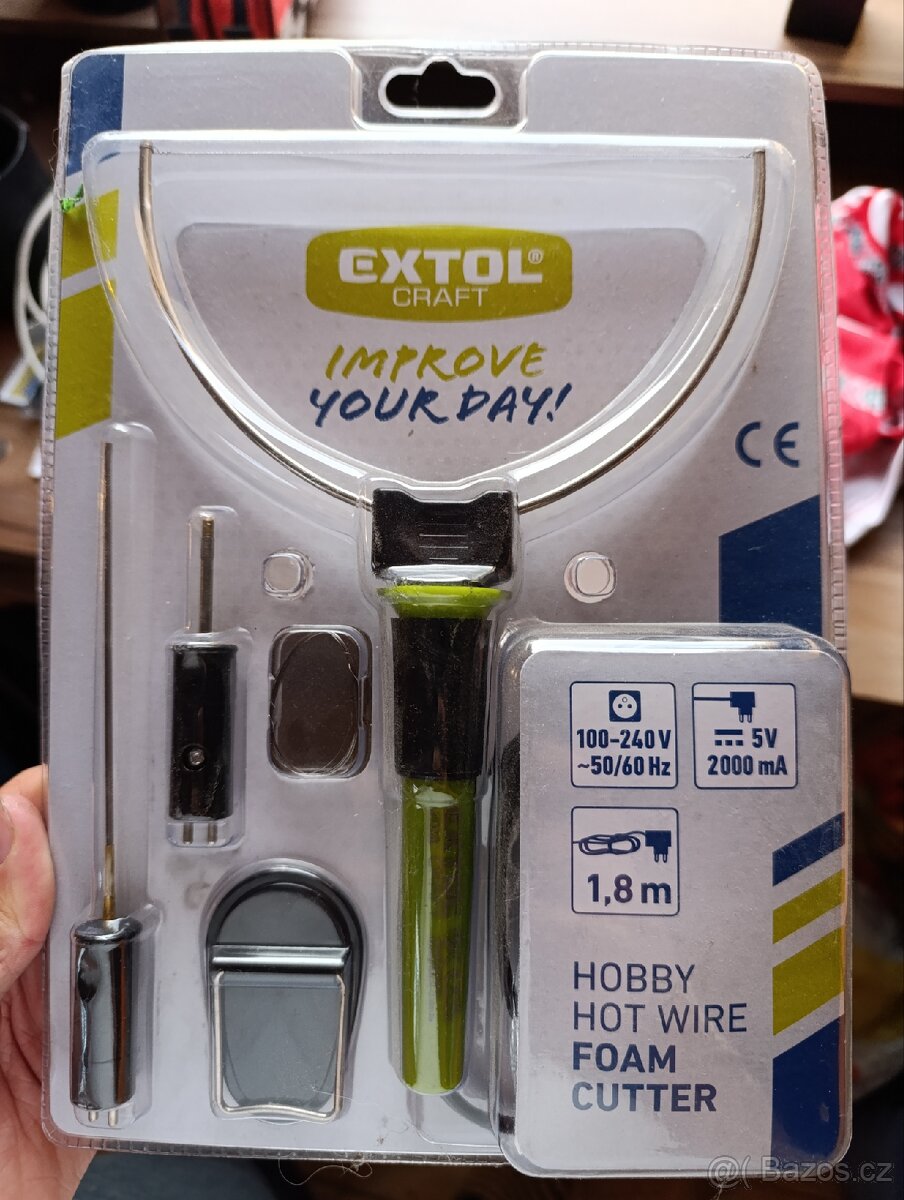 EXTOL®
CRAFT
IMPROVE
YOUR DAY!
CE
100-240 V
~50/60 Hz
5V
2000 mA
1,8 m
HOBBY
HOT WIRE
FOAM
CUTTER
@( Bazos.cz